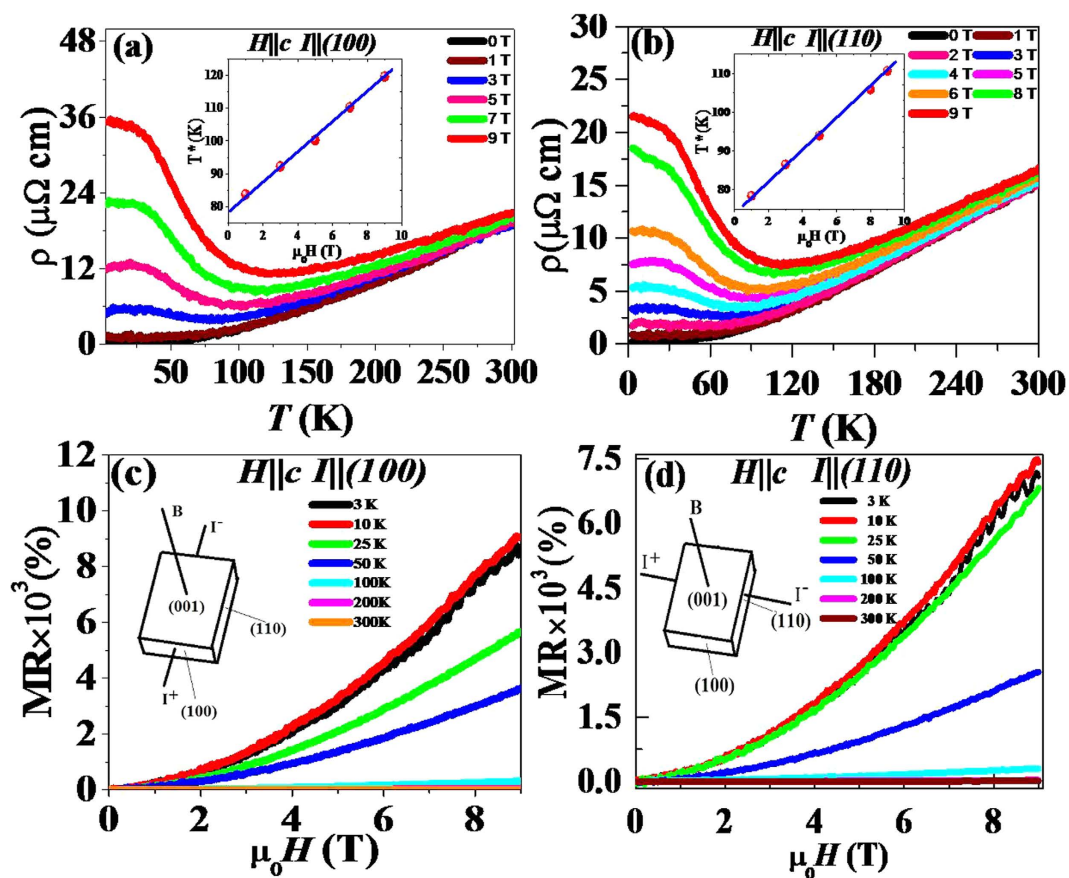 (a)
H||c I||(100)
0 T
1 T
3 T
5 T
7 T
9 T
48
36
24
12
0
ρ (μΩ cm)
50 100 150 200 250 300
T (K)
120
110
100
90
80
T*(K)
0 2 4 6 8 10
μ₀H (T)
(b)
H||c I||(110)
0 T 1 T
2 T 3 T
4 T 5 T
6 T 8 T
9 T
30
25
20
15
10
5
0
ρ(μΩ cm)
0 60 120 180 240 300
T (K)
110
100
90
80
T*(K)
0 2 4 6 8 10
μ₀H (T)
(c)
H||c I||(100)
3 K
10 K
25 K
50 K
100K
200K
300K
12
10
8
6
4
2
0
MR×10³(%)
0 2 4 6 8
μ₀H (T)
B
I⁻
(001)
(110)
I⁺
(100)
(d)
H||c I||(110)
3 K
10 K
25 K
50 K
100 K
200 K
300 K
7.5
6.0
4.5
3.0
1.5
0.0
MR×10³(%)
0 2 4 6 8
μ₀H (T)
B
I⁺
(001)
I⁻
(110)
(100)